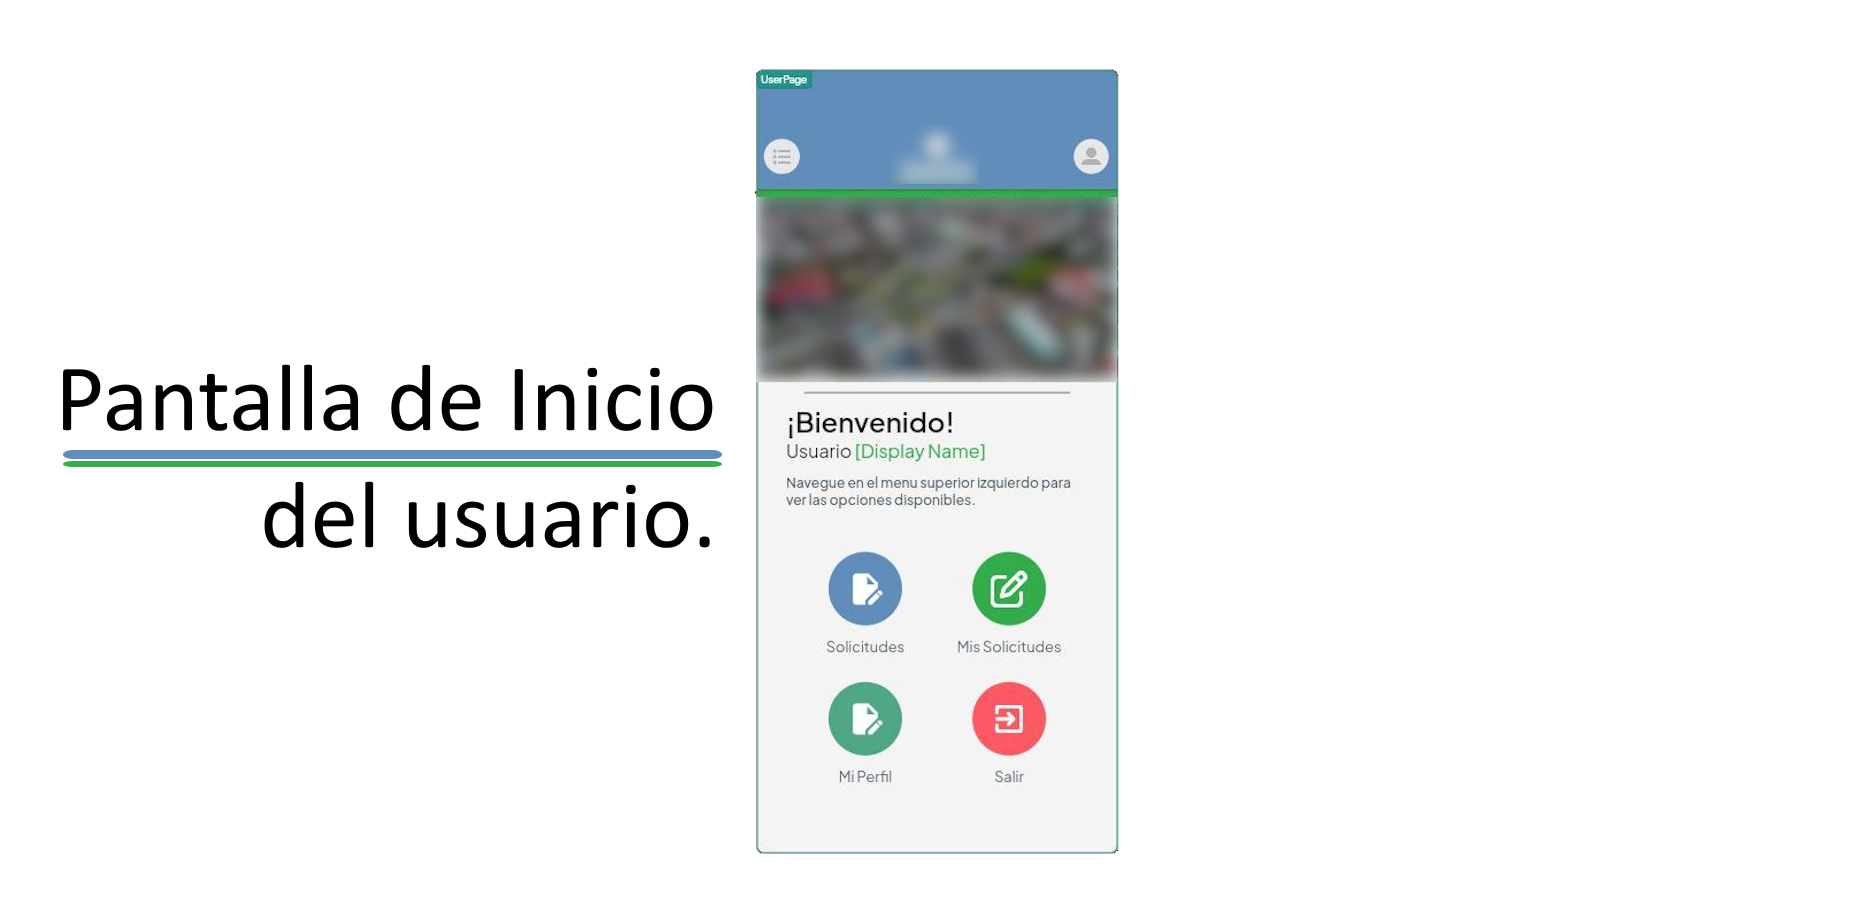 Pantalla de Inicio
del usuario.
UserPage
¡Bienvenido!
Usuario [Display Name]
Navegue en el menu superior izquierdo para
ver las opciones disponibles.
Solicitudes
Mis Solicitudes
Mi Perfil
Salir